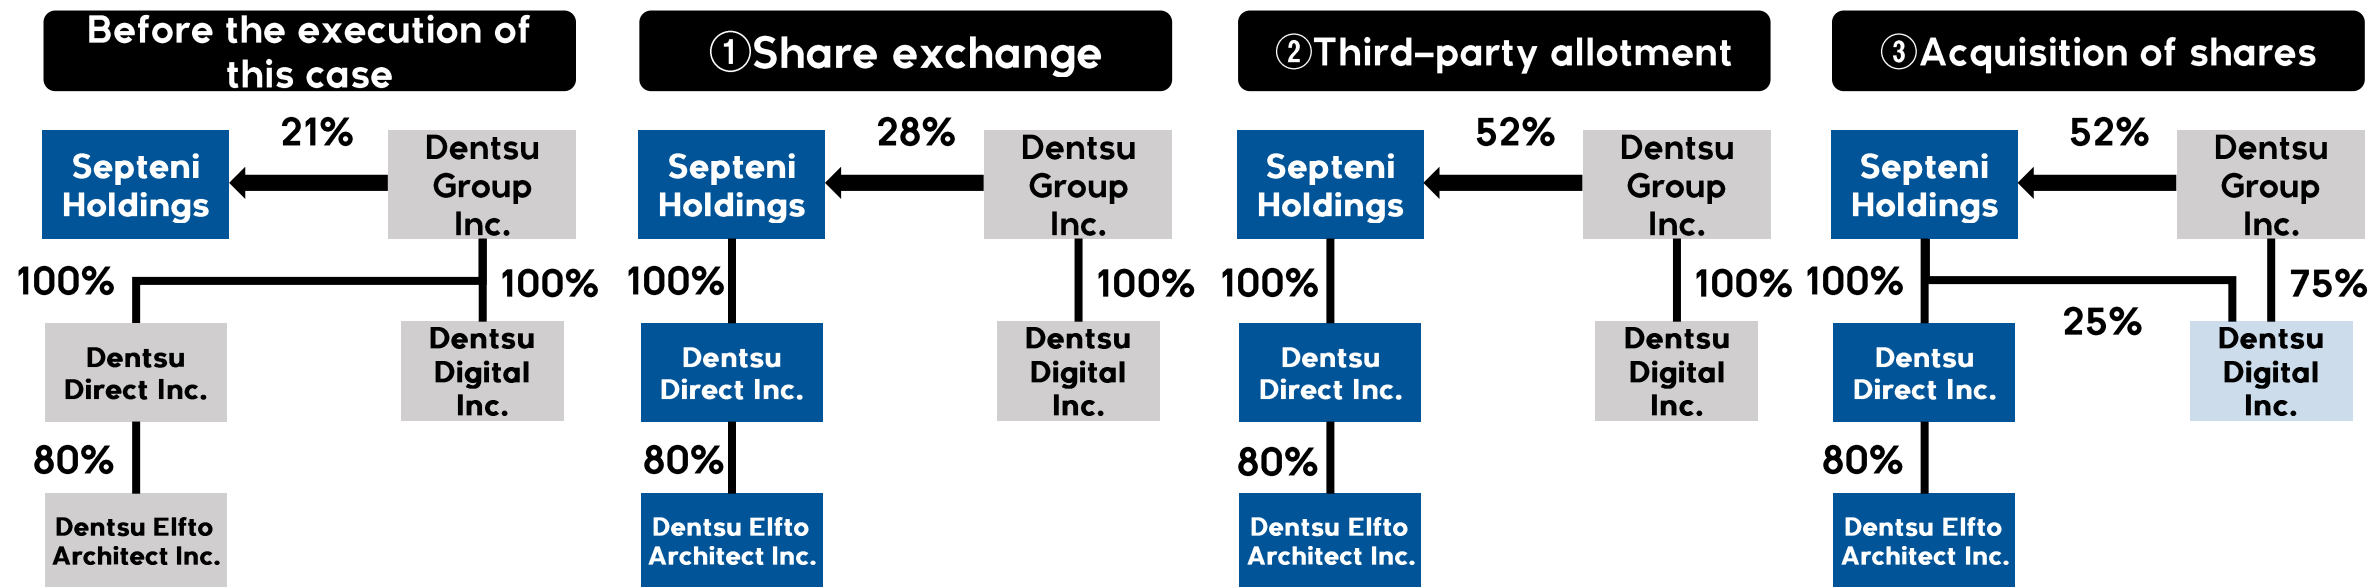 Before the execution of
this case
21%
Septeni
Holdings
Dentsu
Group
Inc.
100%
100%
Dentsu
Direct Inc.
Dentsu
Digital
Inc.
80%
Dentsu Elfto
Architect Inc.
①Share exchange
28%
Septeni
Holdings
Dentsu
Group
Inc.
100%
100%
Dentsu
Direct Inc.
Dentsu
Digital
Inc.
80%
Dentsu Elfto
Architect Inc.
②Third-party allotment
52%
Septeni
Holdings
Dentsu
Group
Inc.
100%
100%
Dentsu
Direct Inc.
Dentsu
Digital
Inc.
80%
Dentsu Elfto
Architect Inc.
③Acquisition of shares
52%
Septeni
Holdings
Dentsu
Group
Inc.
100%
75%
25%
Dentsu
Direct Inc.
Dentsu
Digital
Inc.
80%
Dentsu Elfto
Architect Inc.